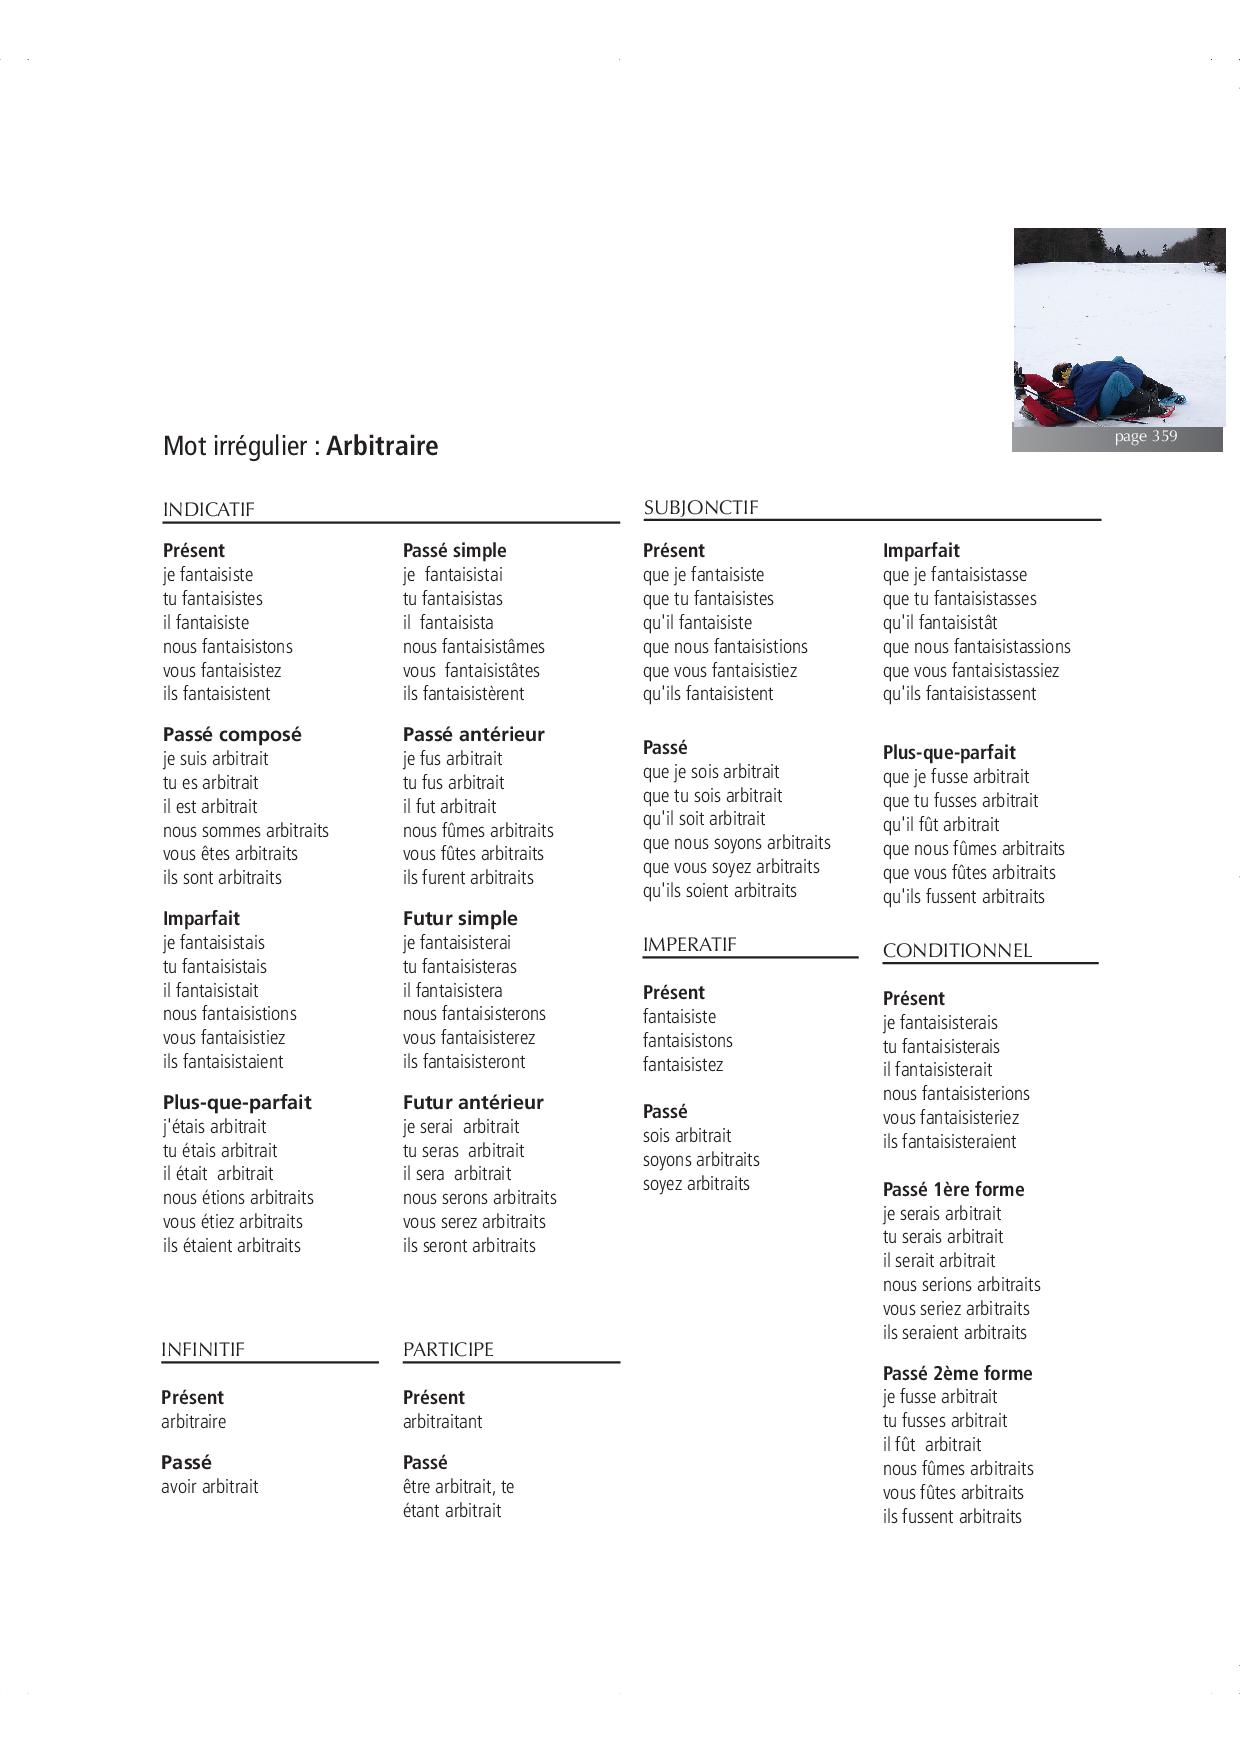 page 359
Mot irrégulier : Arbitraire
INDICATIF
Présent
je fantaisiste
tu fantaisistes
il fantaisiste
nous fantaisistons
vous fantaisistez
ils fantaisistent
Passé composé
je suis arbitrait
tu es arbitrait
il est arbitrait
nous sommes arbitraits
vous êtes arbitraits
ils sont arbitraits
Imparfait
je fantaisistais
tu fantaisistais
il fantaisistait
nous fantaisistions
vous fantaisistiez
ils fantaisistaient
Plus-que-parfait
j'étais arbitrait
tu étais arbitrait
il était  arbitrait
nous étions arbitraits
vous étiez arbitraits
ils étaient arbitraits
Passé simple
je  fantaisistai
tu fantaisistas
il  fantaisista
nous fantaisistâmes
vous  fantaisistâtes
ils fantaisistèrent
Passé antérieur
je fus arbitrait
tu fus arbitrait
il fut arbitrait
nous fûmes arbitraits
vous fûtes arbitraits
ils furent arbitraits
Futur simple
je fantaisisterai
tu fantaisisteras
il fantaisistera
nous fantaisisterons
vous fantaisisterez
ils fantaisisteront
Futur antérieur
je serai  arbitrait
tu seras  arbitrait
il sera  arbitrait
nous serons arbitraits
vous serez arbitraits
ils seront arbitraits
SUBJONCTIF
Présent
que je fantaisiste
que tu fantaisistes
qu'il fantaisiste
que nous fantaisistions
que vous fantaisistiez
qu'ils fantaisistent
Passé
que je sois arbitrait
que tu sois arbitrait
qu'il soit arbitrait
que nous soyons arbitraits
que vous soyez arbitraits
qu'ils soient arbitraits
Imparfait
que je fantaisistasse
que tu fantaisistasses
qu'il fantaisistât
que nous fantaisistassions
que vous fantaisistassiez
qu'ils fantaisistassent
Plus-que-parfait
que je fusse arbitrait
que tu fusses arbitrait
qu'il fût arbitrait
que nous fûmes arbitraits
que vous fûtes arbitraits
qu'ils fussent arbitraits
IMPERATIF
Présent
fantaisiste
fantaisistons
fantaisistez
Passé
sois arbitrait
soyons arbitraits
soyez arbitraits
CONDITIONNEL
Présent
je fantaisisterais
tu fantaisisterais
il fantaisisterait
nous fantaisisterions
vous fantaisisteriez
ils fantaisisteraient
Passé 1ère forme
je serais arbitrait
tu serais arbitrait
il serait arbitrait
nous serions arbitraits
vous seriez arbitraits
ils seraient arbitraits
Passé 2ème forme
je fusse arbitrait
tu fusses arbitrait
il fût  arbitrait
nous fûmes arbitraits
vous fûtes arbitraits
ils fussent arbitraits
INFINITIF
Présent
arbitraire
Passé
avoir arbitrait
PARTICIPE
Présent
arbitraitant
Passé
être arbitrait, te
étant arbitrait